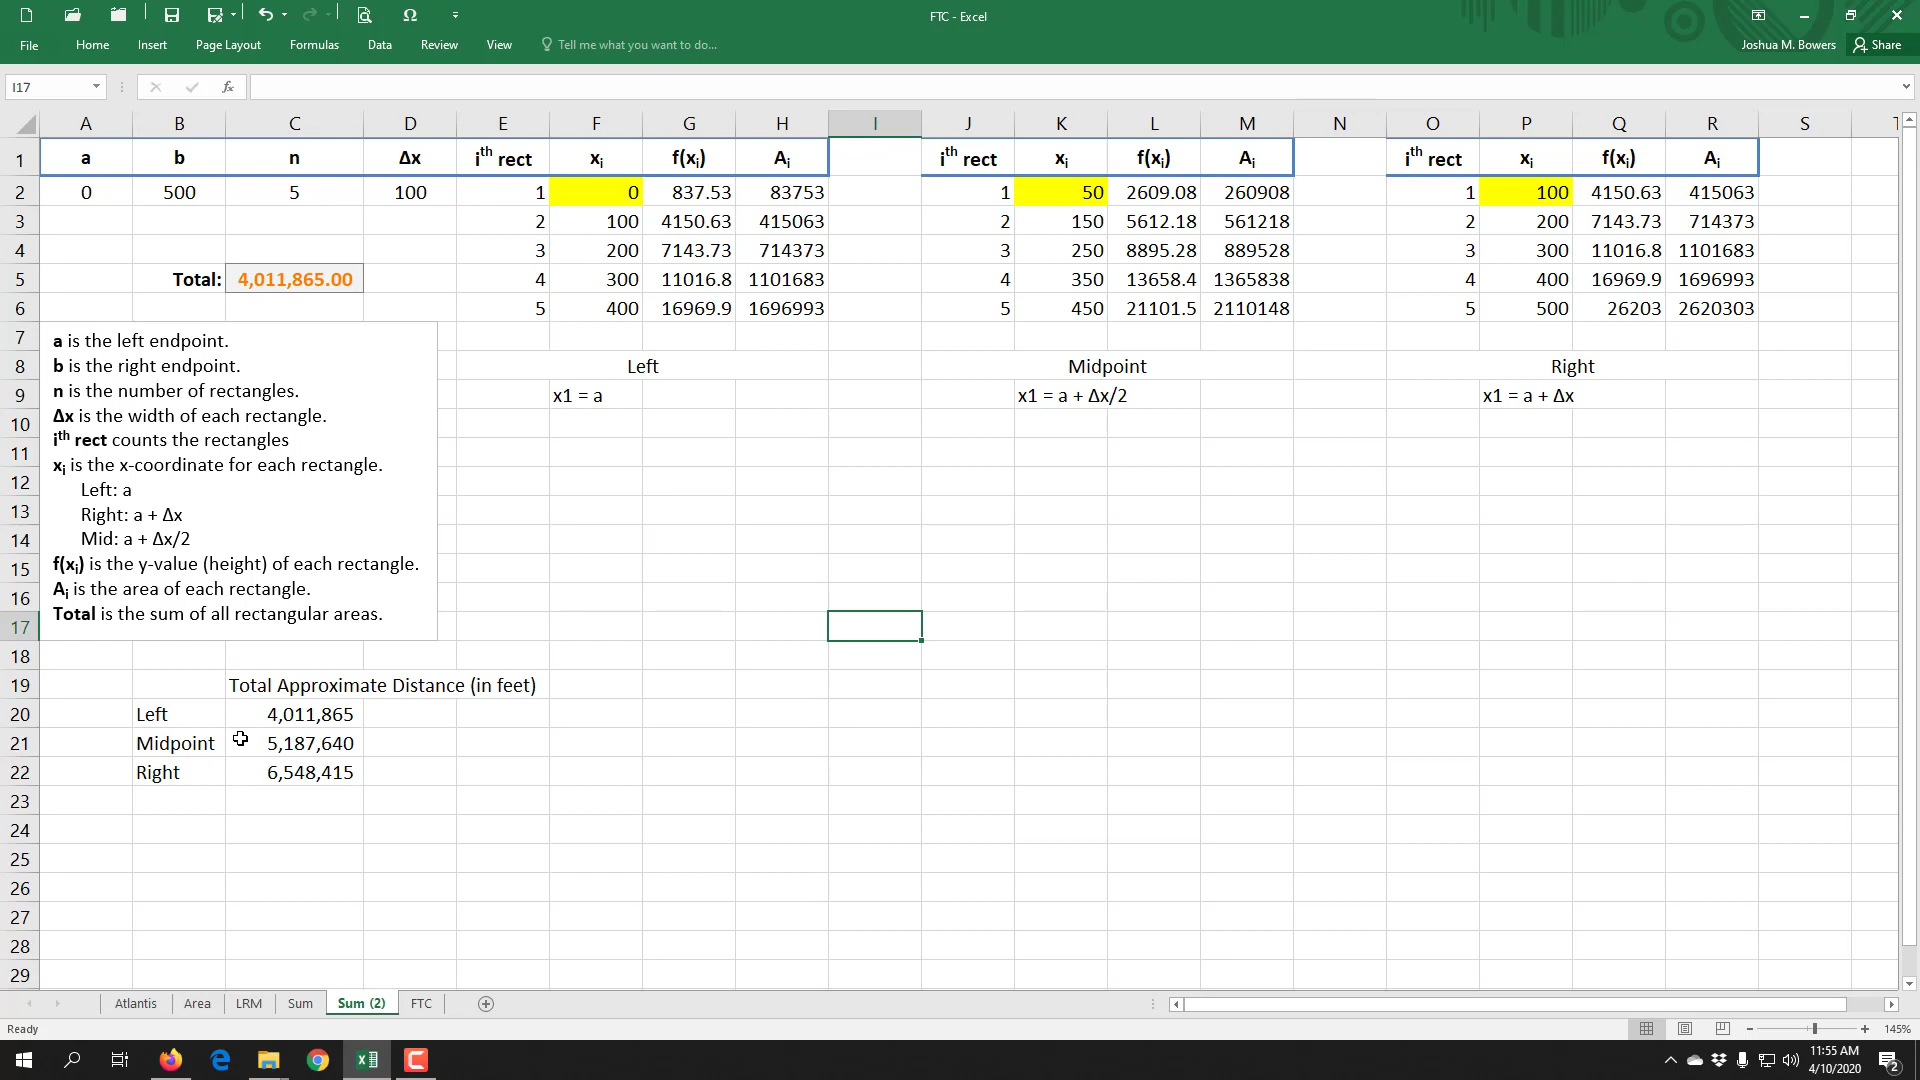 FTC - Excel
File Home Insert Page Layout Formulas Data Review View Tell me what you want to do... Joshua M. Bowers Share
I17 fx
A B C D E F G H I J K L M N O P Q R S T
1 a b n Δx ith rect xi f(xi) Ai ith rect xi f(xi) Ai ith rect xi f(xi) Ai
2 0 500 5 100 1 0 837.53 83753 1 50 2609.08 260908 1 100 4150.63 415063
3 2 100 4150.63 415063 2 150 5612.18 561218 2 200 7143.73 714373
4 3 200 7143.73 714373 3 250 8895.28 889528 3 300 11016.8 1101683
5 Total: 4,011,865.00 4 300 11016.8 1101683 4 350 13658.4 1365838 4 400 16969.9 1696993
6 5 400 16969.9 1696993 5 450 21101.5 2110148 5 500 26203 2620303
7
8 Left Midpoint Right
9 x1 = a x1 = a + Δx/2 x1 = a + Δx
10
11
12
13
14
15
16
17
18
a is the left endpoint.
b is the right endpoint.
n is the number of rectangles.
Δx is the width of each rectangle.
ith rect counts the rectangles
xi is the x-coordinate for each rectangle.
Left: a
Right: a + Δx
Mid: a + Δx/2
f(xi) is the y-value (height) of each rectangle.
Ai is the area of each rectangle.
Total is the sum of all rectangular areas.
19 Total Approximate Distance (in feet)
20 Left 4,011,865
21 Midpoint 5,187,640
22 Right 6,548,415
23
24
25
26
27
28
29
Atlantis Area LRM Sum Sum (2) FTC
Ready 145%
11:55 AM
4/10/2020
2